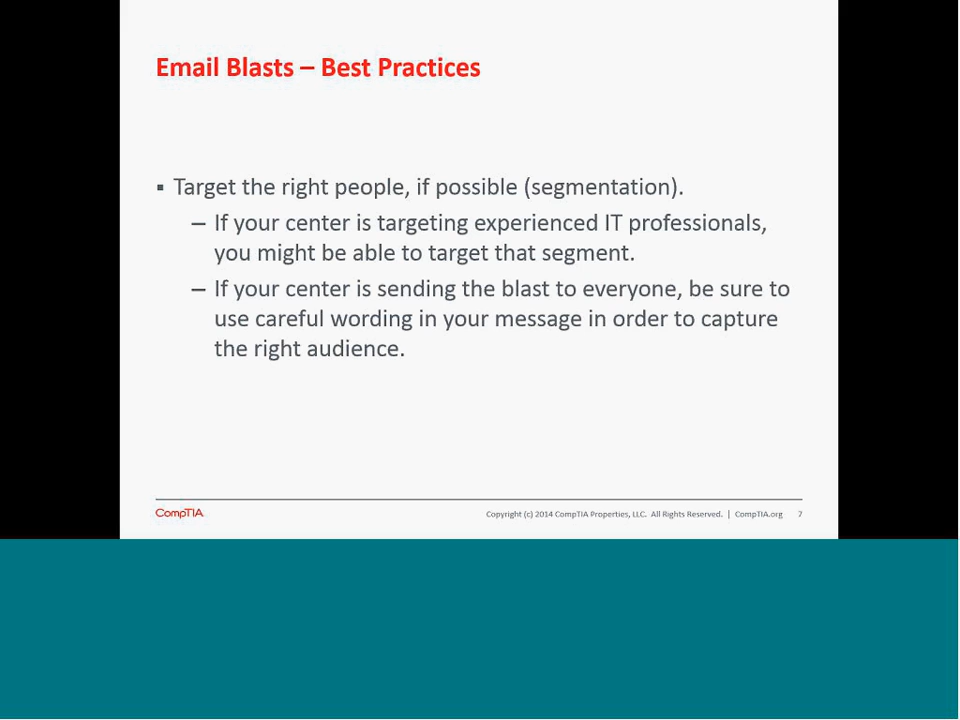 Email Blasts – Best Practices
▪ Target the right people, if possible (segmentation).
– If your center is targeting experienced IT professionals,
you might be able to target that segment.
– If your center is sending the blast to everyone, be sure to
use careful wording in your message in order to capture
the right audience.
CompTIA
Copyright (c) 2014 CompTIA Properties, LLC. All Rights Reserved. | CompTIA.org 7